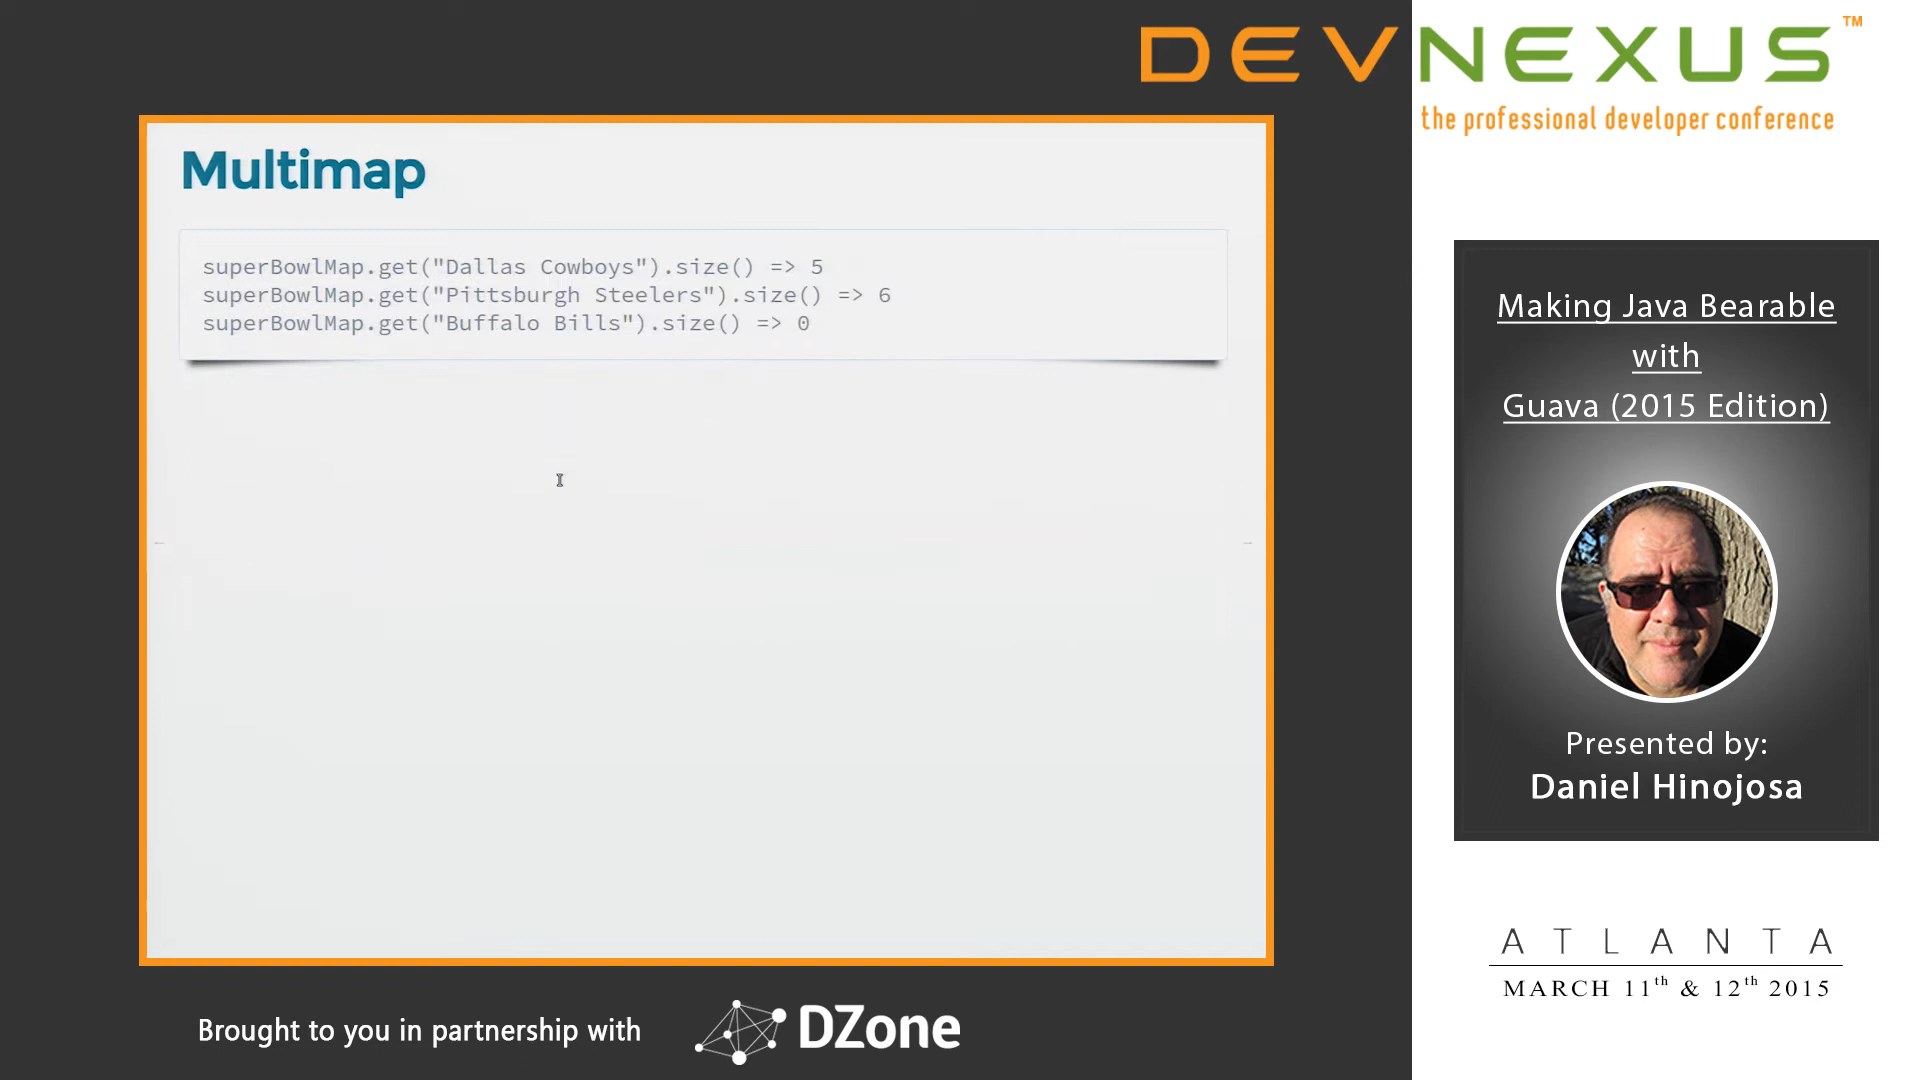 DEVNEXUS™
the professional developer conference
Multimap
superBowlMap.get("Dallas Cowboys").size() => 5
superBowlMap.get("Pittsburgh Steelers").size() => 6
superBowlMap.get("Buffalo Bills").size() => 0
Making Java Bearable
with
Guava (2015 Edition)
Presented by:
Daniel Hinojosa
ATLANTA
MARCH 11th & 12th 2015
Brought to you in partnership with
DZone